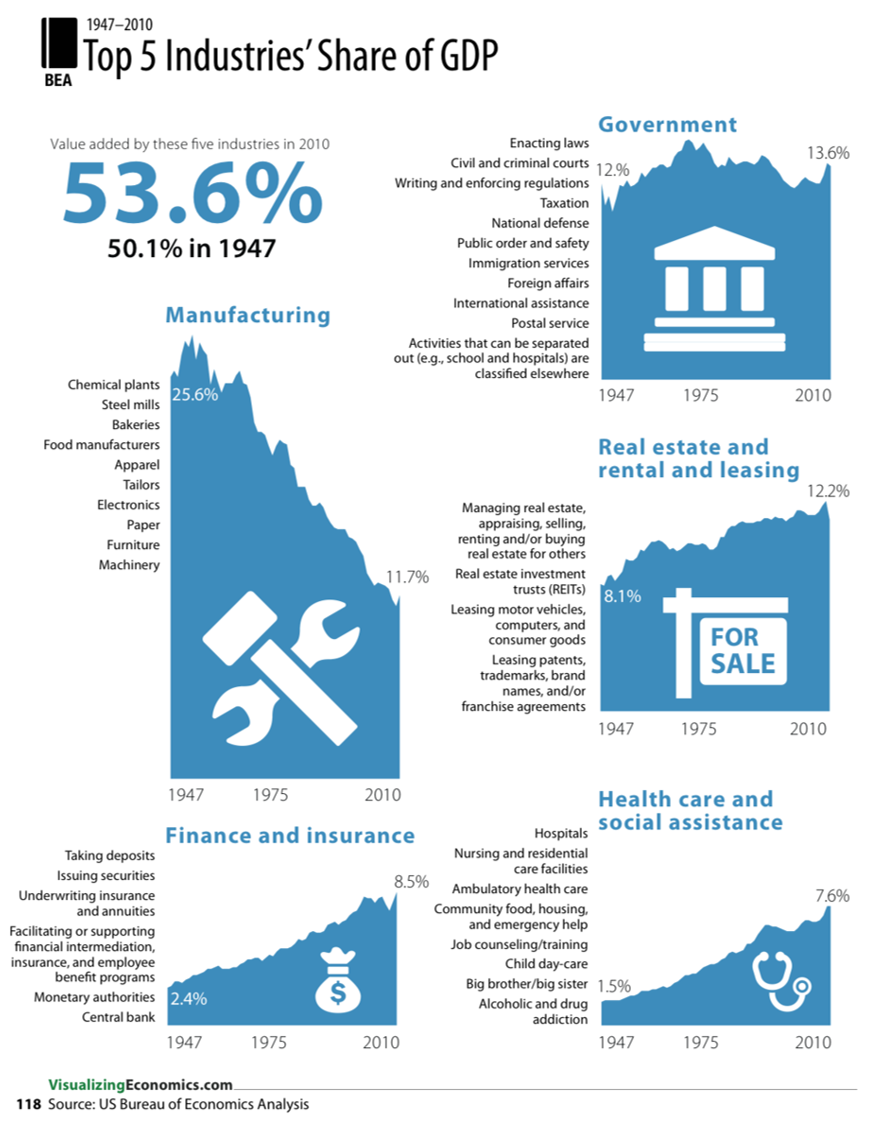 1947–2010
BEA
Top 5 Industries’ Share of GDP
Value added by these five industries in 2010
53.6%
50.1% in 1947
Government
Enacting laws
Civil and criminal courts
Writing and enforcing regulations
Taxation
National defense
Public order and safety
Immigration services
Foreign affairs
International assistance
Postal service
Activities that can be separated
out (e.g., school and hospitals) are
classified elsewhere
12.%
13.6%
1947 1975 2010
Manufacturing
Chemical plants
Steel mills
Bakeries
Food manufacturers
Apparel
Tailors
Electronics
Paper
Furniture
Machinery
25.6%
11.7%
1947 1975 2010
Real estate and
rental and leasing
Managing real estate,
appraising, selling,
renting and/or buying
real estate for others
Real estate investment
trusts (REITs)
Leasing motor vehicles,
computers, and
consumer goods
Leasing patents,
trademarks, brand
names, and/or
franchise agreements
8.1%
12.2%
FOR
SALE
1947 1975 2010
Finance and insurance
Taking deposits
Issuing securities
Underwriting insurance
and annuities
Facilitating or supporting
financial intermediation,
insurance, and employee
benefit programs
Monetary authorities
Central bank
2.4%
8.5%
$
1947 1975 2010
Health care and
social assistance
Hospitals
Nursing and residential
care facilities
Ambulatory health care
Community food, housing,
and emergency help
Job counseling/training
Child day-care
Big brother/big sister
Alcoholic and drug
addiction
1.5%
7.6%
1947 1975 2010
VisualizingEconomics.com
118 Source: US Bureau of Economics Analysis